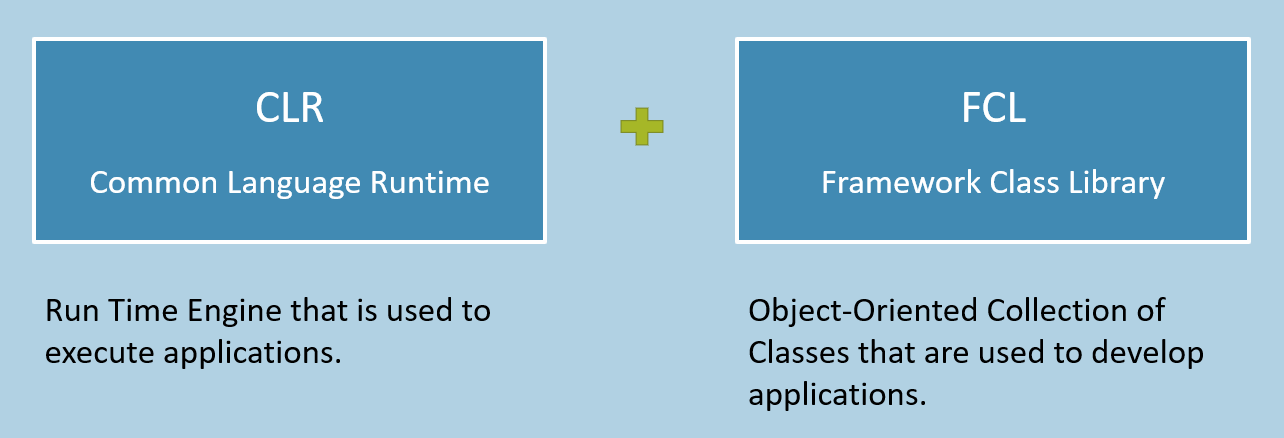 CLR
Common Language Runtime
Run Time Engine that is used to
execute applications.
FCL
Framework Class Library
Object-Oriented Collection of
Classes that are used to develop
applications.